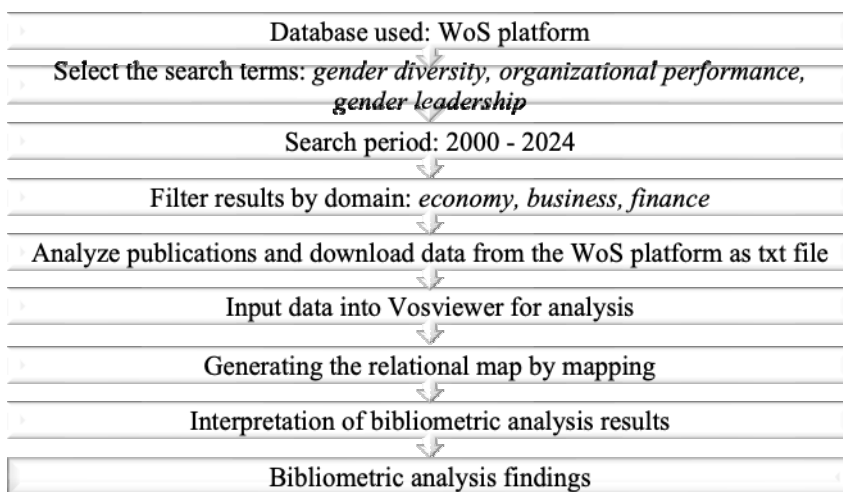 Database used: WoS platform
Select the search terms: gender diversity, organizational performance,
gender leadership
Search period: 2000 - 2024
Filter results by domain: economy, business, finance
Analyze publications and download data from the WoS platform as txt file
Input data into Vosviewer for analysis
Generating the relational map by mapping
Interpretation of bibliometric analysis results
Bibliometric analysis findings